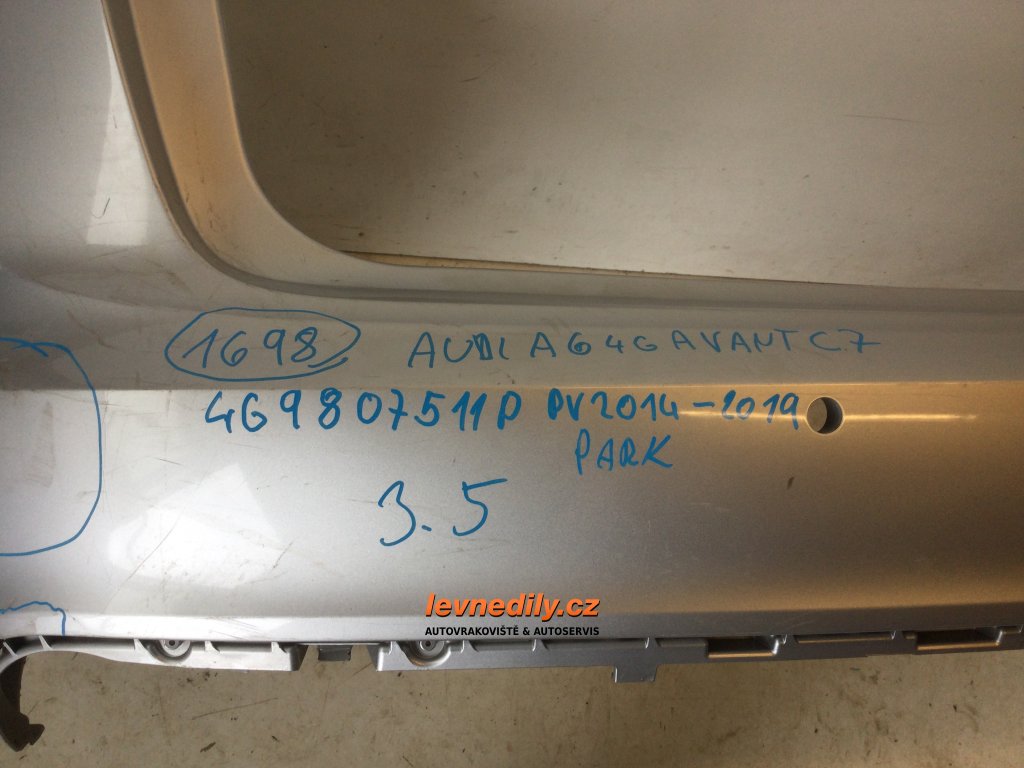 1698 AUDI A6 4G AVANT C7
4G9807511P PV2014-2019
PARK
3.5
levnedily.cz
AUTOVRAKOVIŠTĚ & AUTOSERVIS